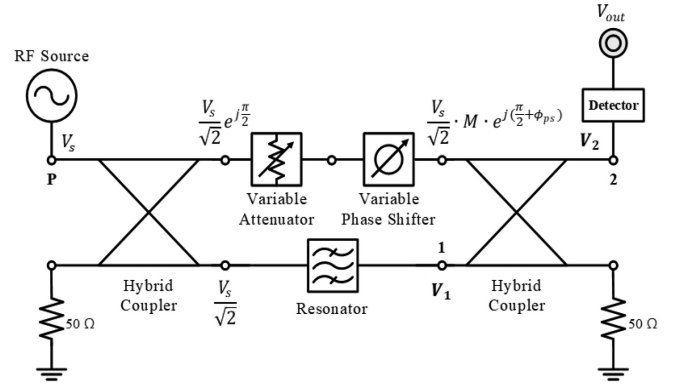 V_out
RF Source
V_s
P
V_s/√2 e^{j π/2}
V_s/√2 · M · e^{j(π/2+ϕ_ps)}
Detector
V_2
2
Variable
Attenuator
Variable
Phase Shifter
1
V_1
Hybrid
Coupler
V_s/√2
Resonator
Hybrid
Coupler
50 Ω
50 Ω